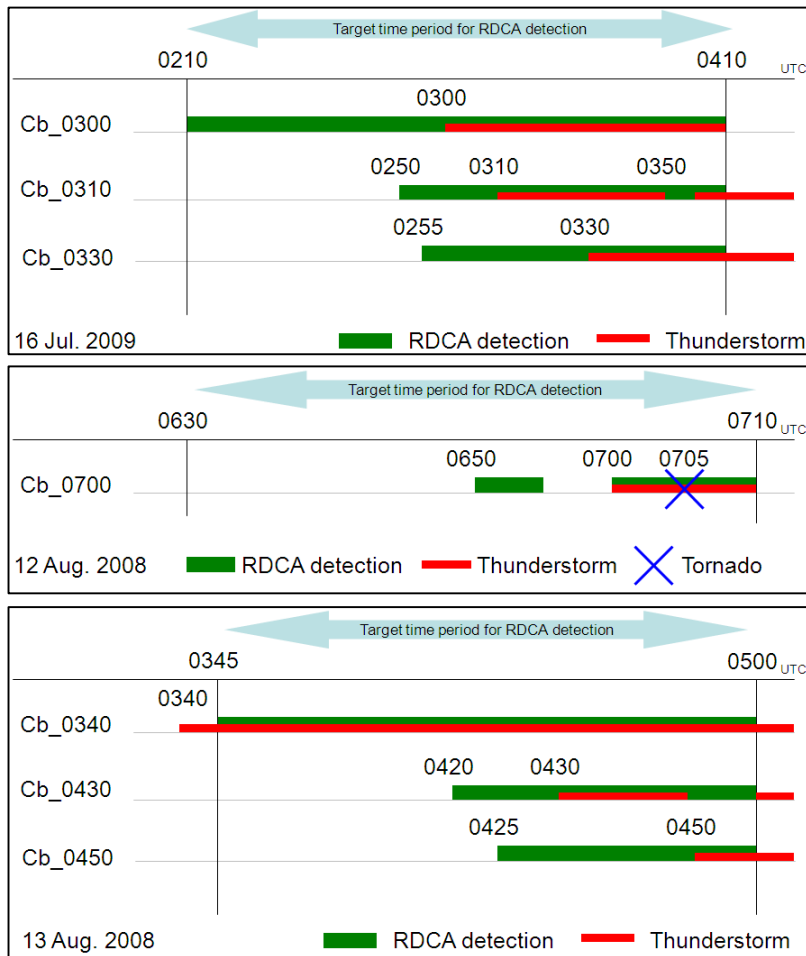 Target time period for RDCA detection
0210 0410 UTC
0300
Cb_0300
0250 0310 0350
Cb_0310
0255 0330
Cb_0330
16 Jul. 2009 RDCA detection Thunderstorm
Target time period for RDCA detection
0630 0710 UTC
0650 0700 0705
Cb_0700
12 Aug. 2008 RDCA detection Thunderstorm Tornado
Target time period for RDCA detection
0345 0500 UTC
0340
Cb_0340
0420 0430
Cb_0430
0425 0450
Cb_0450
13 Aug. 2008 RDCA detection Thunderstorm